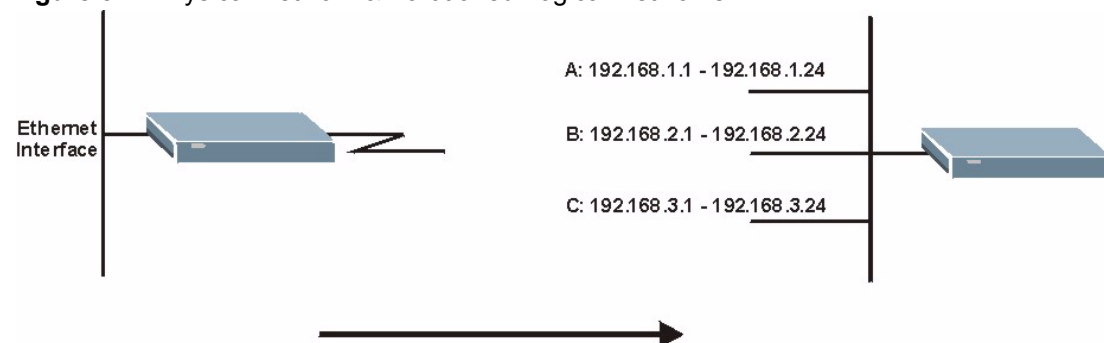 Ethernet
Interface
A: 192.168.1.1 - 192.168.1.24
B: 192.168.2.1 - 192.168.2.24
C: 192.168.3.1 - 192.168.3.24